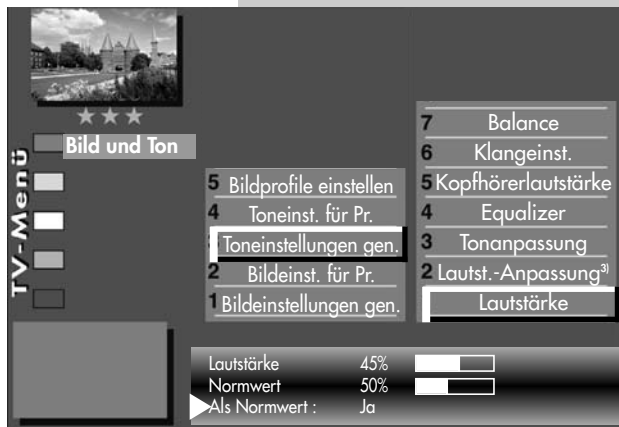 TV-Menü
Bild und Ton
5 Bildprofile einstellen
4 Toneinst. für Pr.
3 Toneinstellungen gen.
2 Bildeinst. für Pr.
1 Bildeinstellungen gen.
7 Balance
6 Klangeinst.
5 Kopfhörerlautstärke
4 Equalizer
3 Tonanpassung
2 Lautst.-Anpassung³⁾
Lautstärke
Lautstärke 45%
Normwert 50%
Als Normwert : Ja